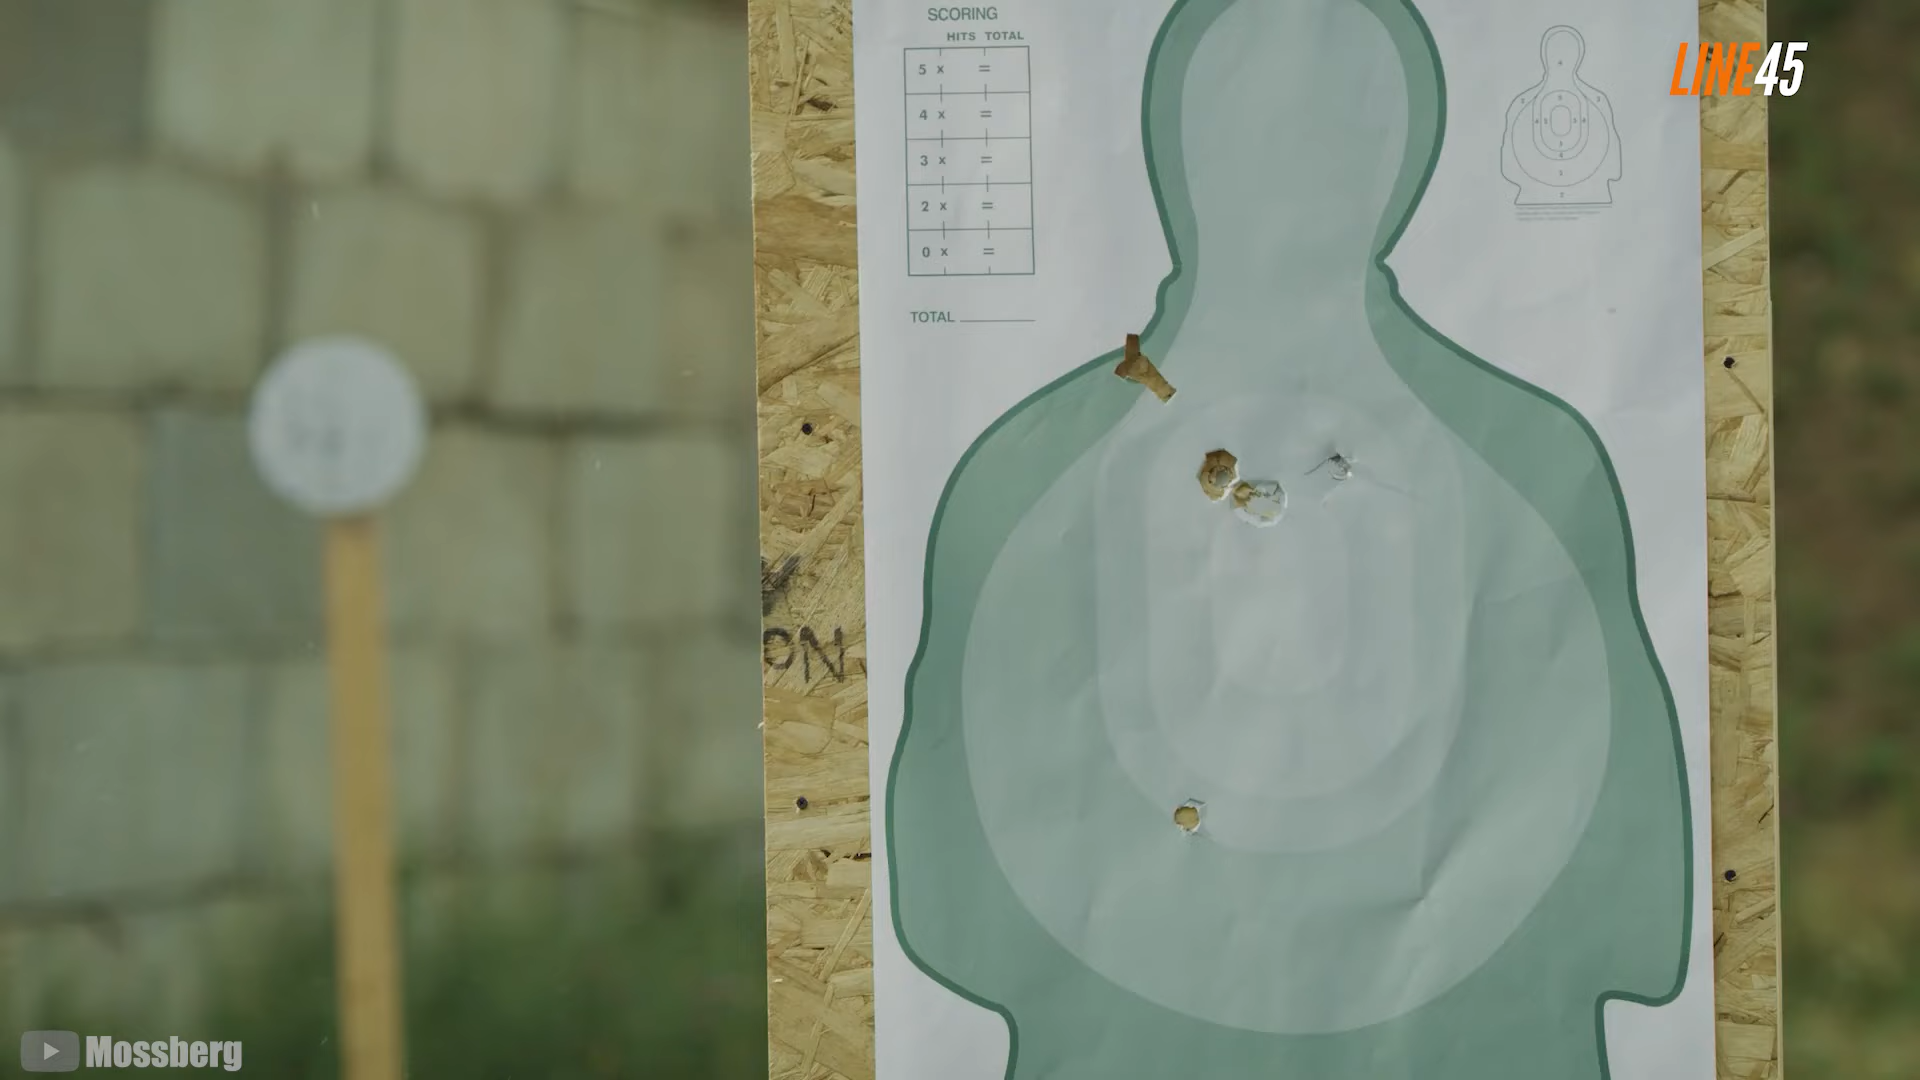 SCORING
HITS TOTAL
5 x =
4 x =
3 x =
2 x =
0 x =
TOTAL
LINE45
ON
Mossberg